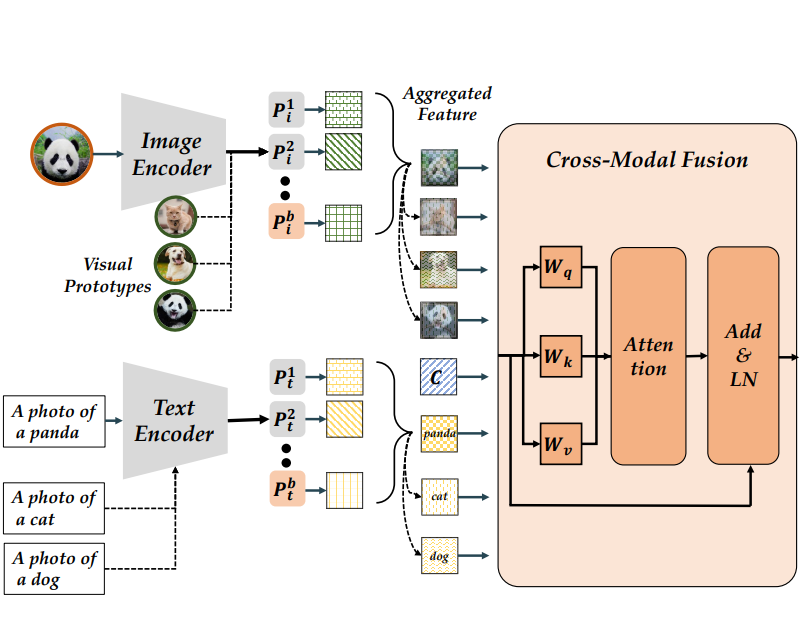 Image
Encoder
Visual
Prototypes
P_i^1
P_i^2
P_i^b
Aggregated
Feature
Cross-Modal Fusion
W_q
W_k
W_v
Atten
tion
Add
&
LN
A photo of
a panda
A photo of
a cat
A photo of
a dog
Text
Encoder
P_t^1
P_t^2
P_t^b
C
panda
cat
dog